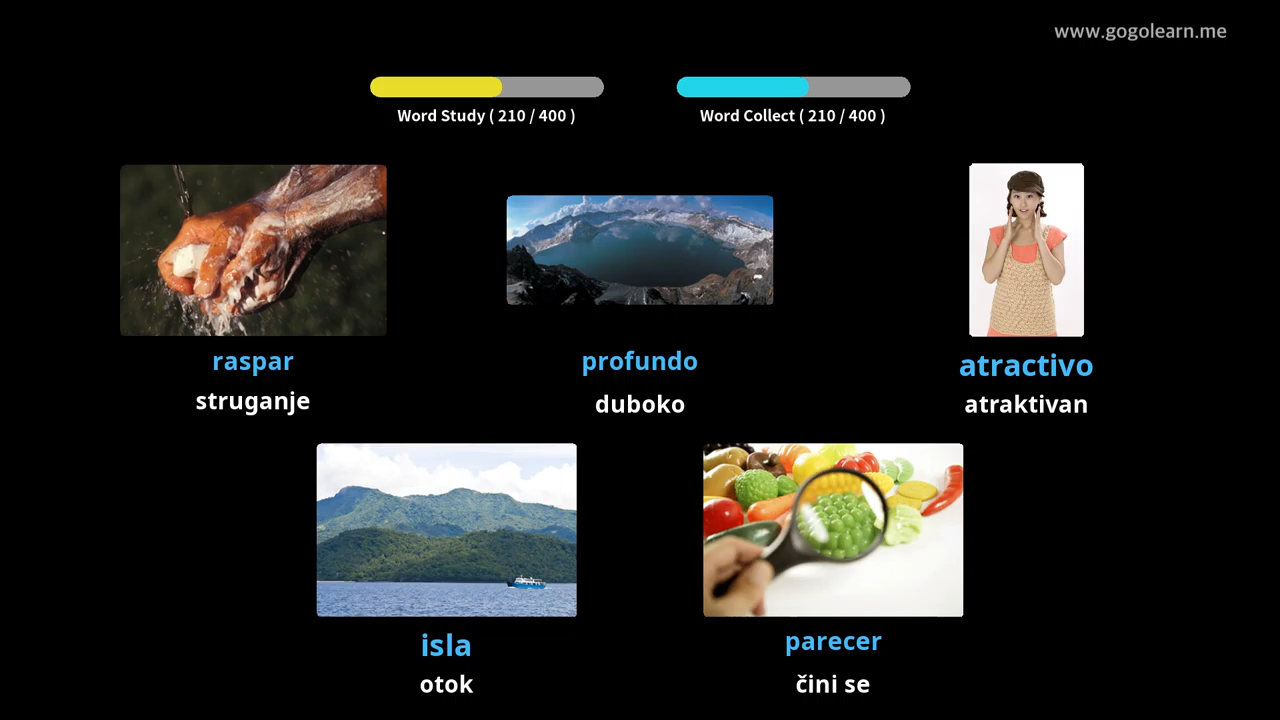 www.gogolearn.me
Word Study ( 210 / 400 )
Word Collect ( 210 / 400 )
raspar
struganje
profundo
duboko
atractivo
atraktivan
isla
otok
parecer
čini se